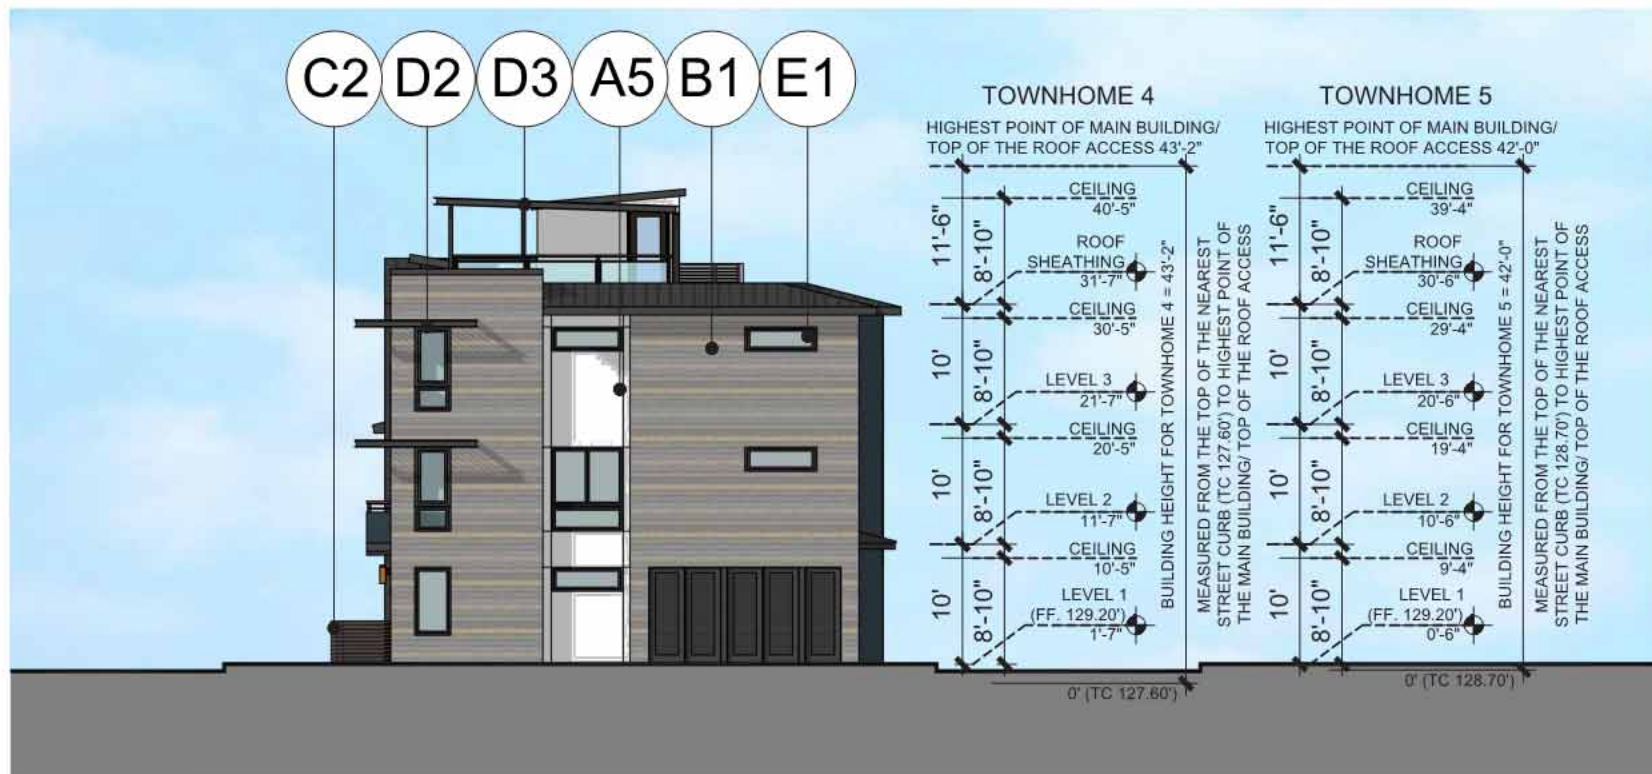 C2 D2 D3 A5 B1 E1
TOWNHOME 4
HIGHEST POINT OF MAIN BUILDING/
TOP OF THE ROOF ACCESS 43'-2"
CEILING
40'-5"
ROOF
SHEATHING
31'-7"
CEILING
30'-5"
LEVEL 3
21'-7"
CEILING
20'-5"
LEVEL 2
11'-7"
CEILING
10'-5"
LEVEL 1
(FF. 129.20')
1'-7"
0' (TC 127.60')
11'-6"
10'
10'
10'
8'-10"
8'-10"
8'-10"
8'-10"
BUILDING HEIGHT FOR TOWNHOME 4 = 43'-2"
MEASURED FROM THE TOP OF THE NEAREST
STREET CURB (TC 127.60') TO HIGHEST POINT OF
THE MAIN BUILDING/ TOP OF THE ROOF ACCESS
TOWNHOME 5
HIGHEST POINT OF MAIN BUILDING/
TOP OF THE ROOF ACCESS 42'-0"
CEILING
39'-4"
ROOF
SHEATHING
30'-6"
CEILING
29'-4"
LEVEL 3
20'-6"
CEILING
19'-4"
LEVEL 2
10'-6"
CEILING
9'-4"
LEVEL 1
(FF. 129.20')
0'-6"
0' (TC 128.70')
11'-6"
10'
10'
10'
8'-10"
8'-10"
8'-10"
8'-10"
BUILDING HEIGHT FOR TOWNHOME 5 = 42'-0"
MEASURED FROM THE TOP OF THE NEAREST
STREET CURB (TC 128.70') TO HIGHEST POINT OF
THE MAIN BUILDING/ TOP OF THE ROOF ACCESS